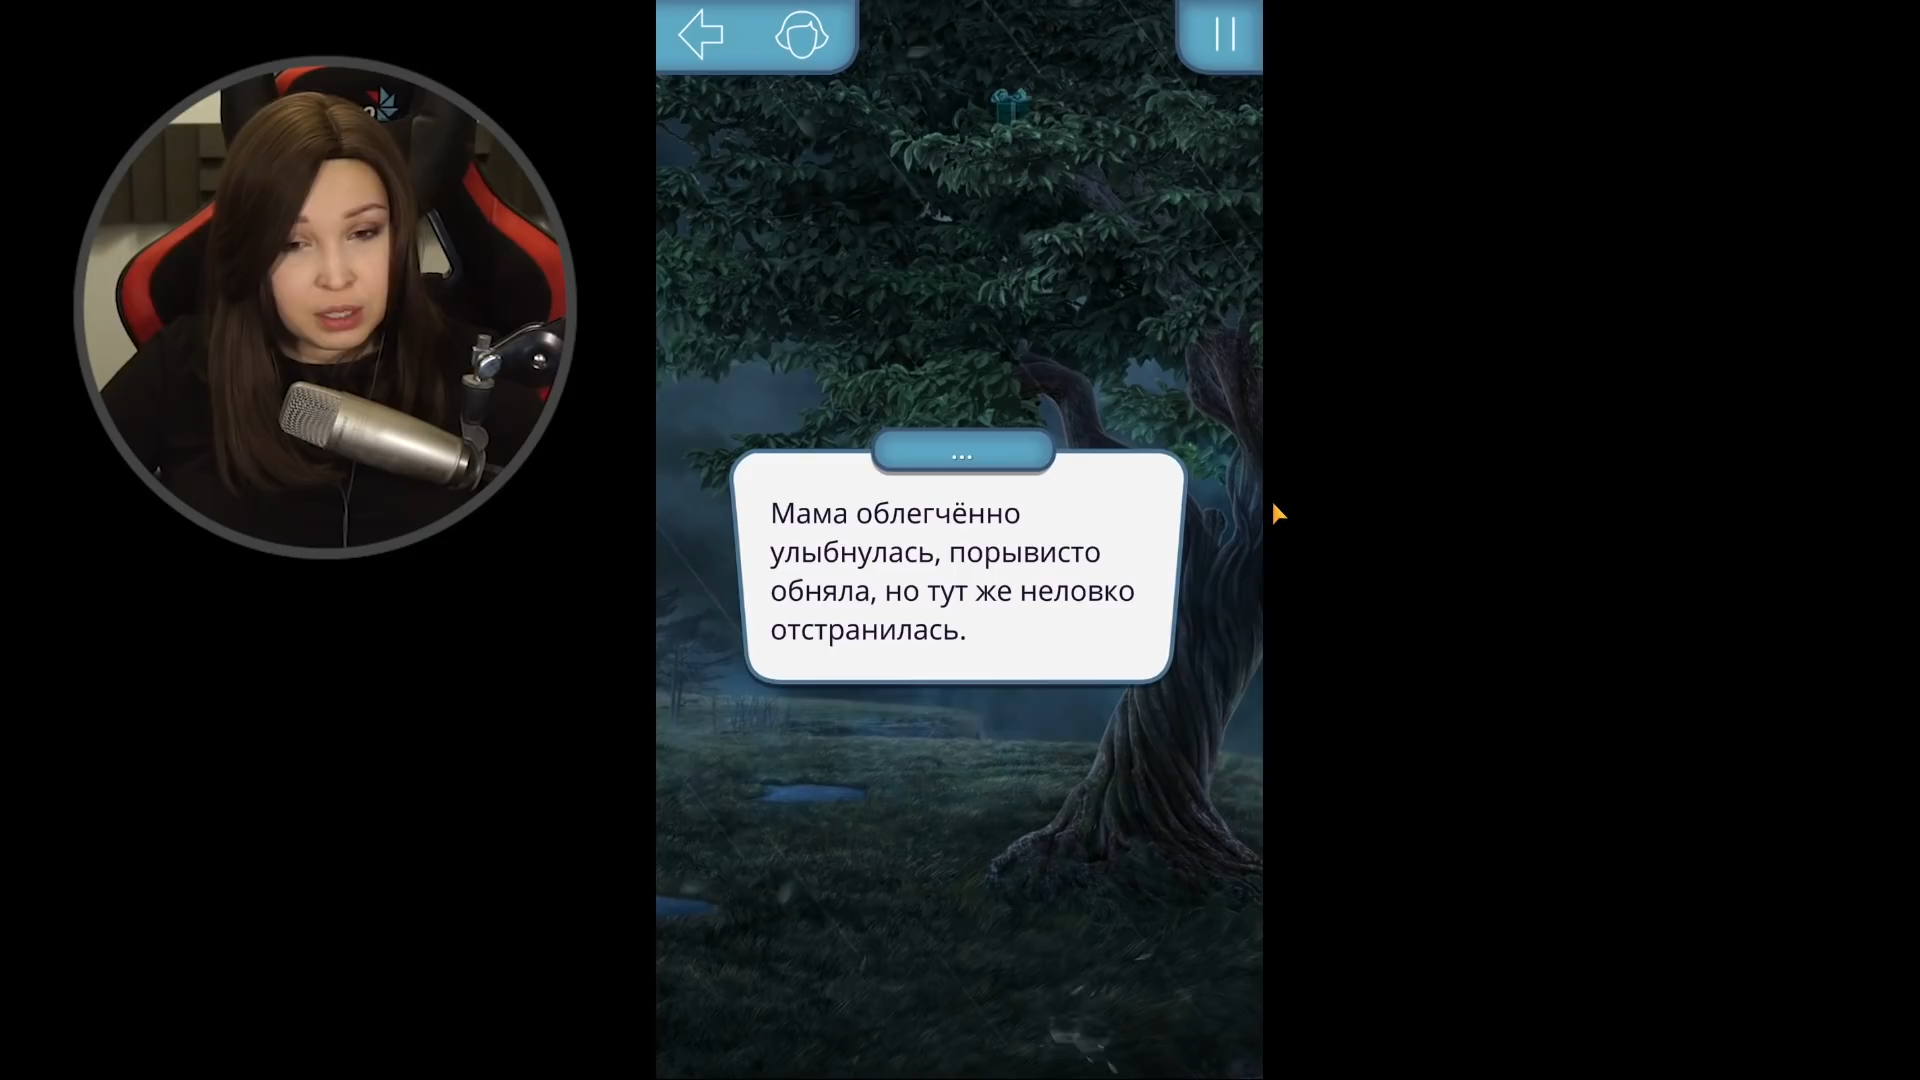 ...
Мама облегчённо
улыбнулась, порывисто
обняла, но тут же неловко
отстранилась.